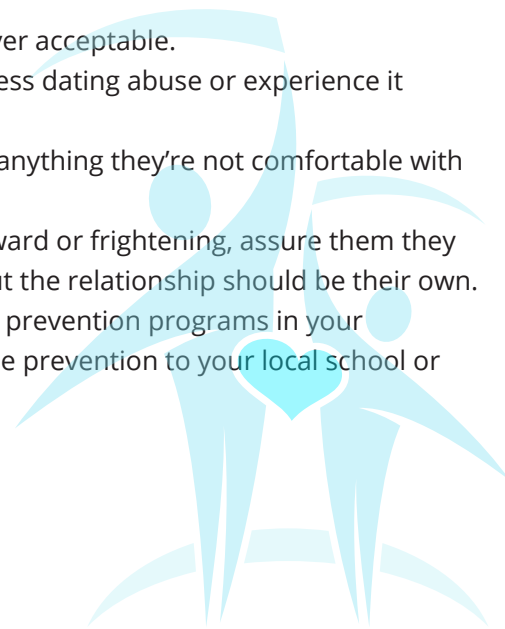 ver acceptable.
ess dating abuse or experience it
anything they’re not comfortable with
ward or frightening, assure them they
ut the relationship should be their own.
prevention programs in your
e prevention to your local school or